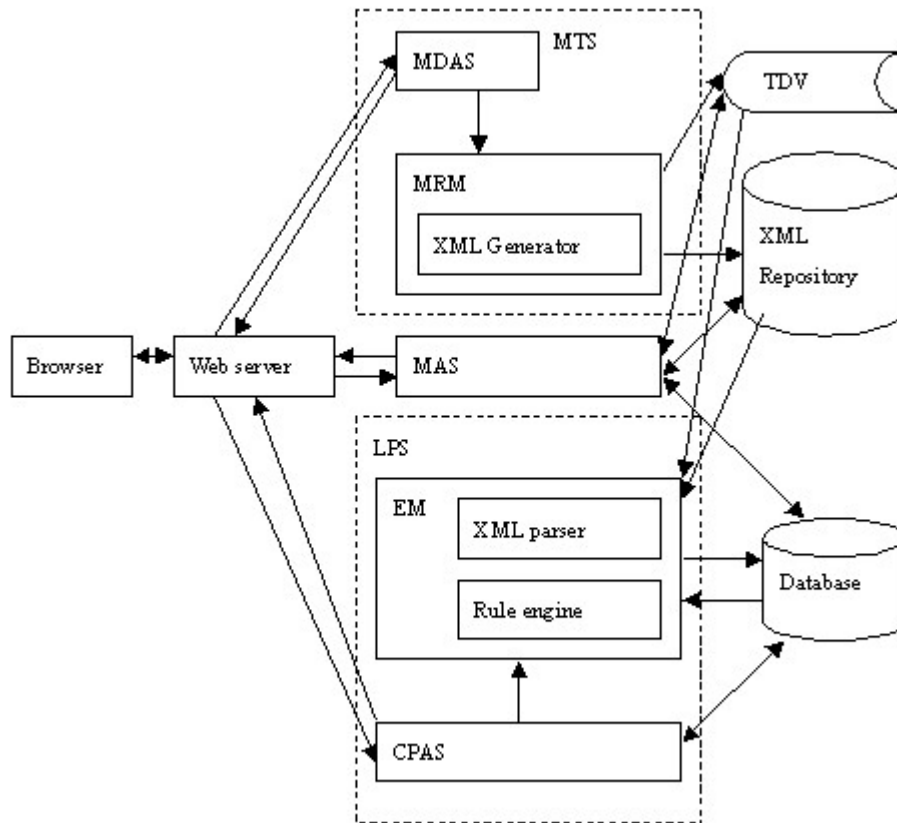 MTS
MDAS
TDV
MRM
XML Generator
XML
Repository
Browser
Web server
MAS
LPS
EM
XML parser
Rule engine
Database
CPAS